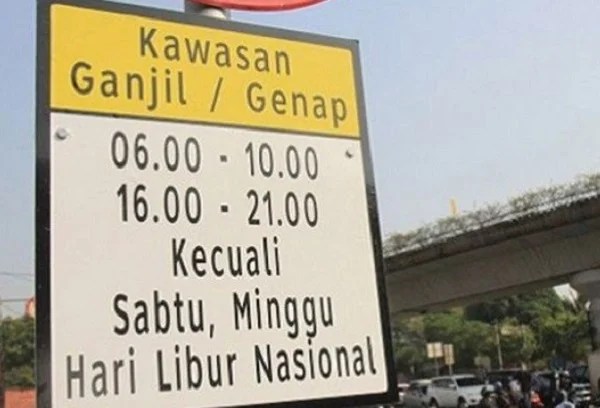 Kawasan
Ganjil / Genap
06.00 - 10.00
16.00 - 21.00
Kecuali
Sabtu, Minggu
Hari Libur Nasional